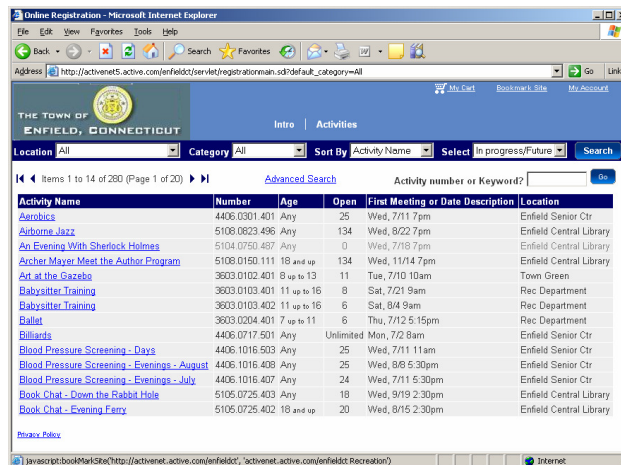 Online Registration - Microsoft Internet Explorer
File Edit View Favorites Tools Help
Back Search Favorites
Address http://activenet5.active.com/enfieldct/servlet/registrationmain.sdi?default_category=All Go Link
My Cart Bookmark Site My Account
THE TOWN OF
ENFIELD, CONNECTICUT
Intro Activities
Location All Category All Sort By Activity Name Select In progress/Future Search
Items 1 to 14 of 280 (Page 1 of 20) Advanced Search Activity number or Keyword? Go
Activity Name Number Age Open First Meeting or Date Description Location
Aerobics 4406.0301.401 Any 25 Wed, 7/11 7pm Enfield Senior Ctr
Airborne Jazz 5108.0823.496 Any 134 Wed, 8/22 7pm Enfield Central Library
An Evening With Sherlock Holmes 5104.0750.487 Any 0 Wed, 7/18 7pm Enfield Central Library
Archer Mayer Meet the Author Program 5108.0150.111 18 and up 134 Wed, 11/14 7pm Enfield Central Library
Art at the Gazebo 3603.0102.401 8 up to 13 11 Tue, 7/10 10am Town Green
Babysitter Training 3603.0103.401 11 up to 16 8 Sat, 7/21 9am Rec Department
Babysitter Training 3603.0103.402 11 up to 16 6 Sat, 8/4 9am Rec Department
Ballet 3603.0204.401 7 up to 11 6 Thu, 7/12 5:15pm Rec Department
Billiards 4406.0717.501 Any Unlimited Mon, 7/2 8am Enfield Senior Ctr
Blood Pressure Screening - Days 4406.1016.503 Any 25 Wed, 7/11 11am Enfield Senior Ctr
Blood Pressure Screening - Evenings - August 4406.1016.408 Any 25 Wed, 8/8 5:30pm Enfield Senior Ctr
Blood Pressure Screening - Evenings - July 4406.1016.407 Any 24 Wed, 7/11 5:30pm Enfield Senior Ctr
Book Chat - Down the Rabbit Hole 5105.0725.403 Any 18 Wed, 9/19 2:30pm Enfield Central Library
Book Chat - Evening Ferry 5105.0725.402 18 and up 20 Wed, 8/15 2:30pm Enfield Central Library
Privacy Policy
javascript:bookMarkSite('http://activenet.active.com/enfieldct', 'activenet.active.com/enfieldct Recreation') Internet